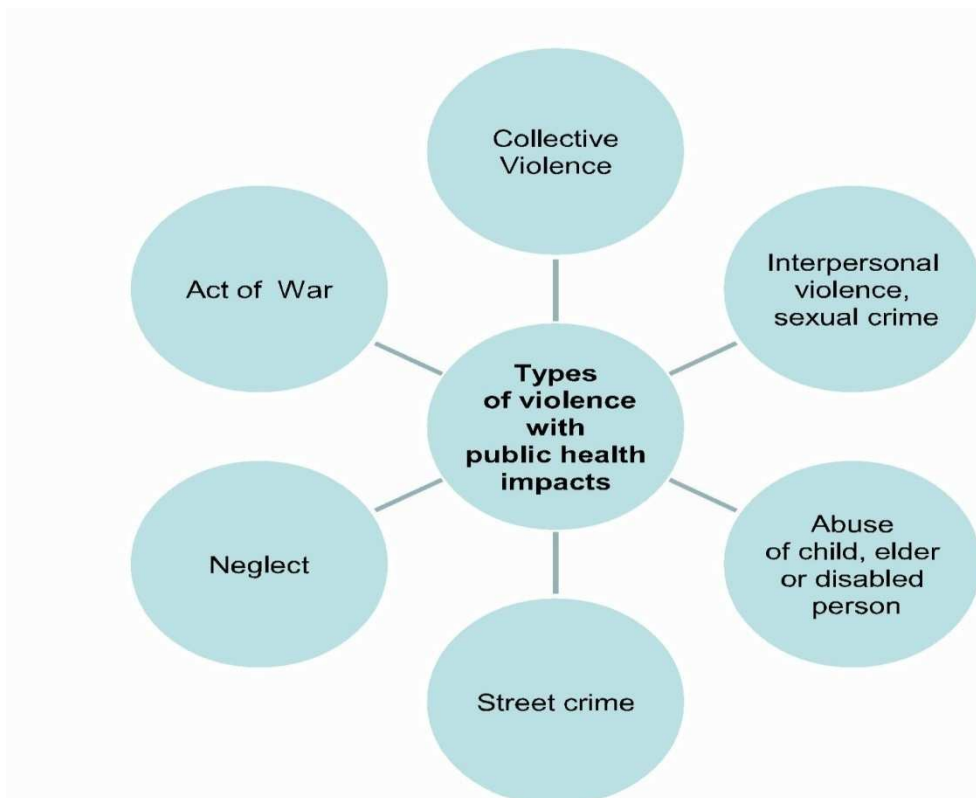 Collective
Violence
Interpersonal
violence,
sexual crime
Act of War
Types
of violence
with
public health
impacts
Abuse
of child, elder
or disabled
person
Neglect
Street crime